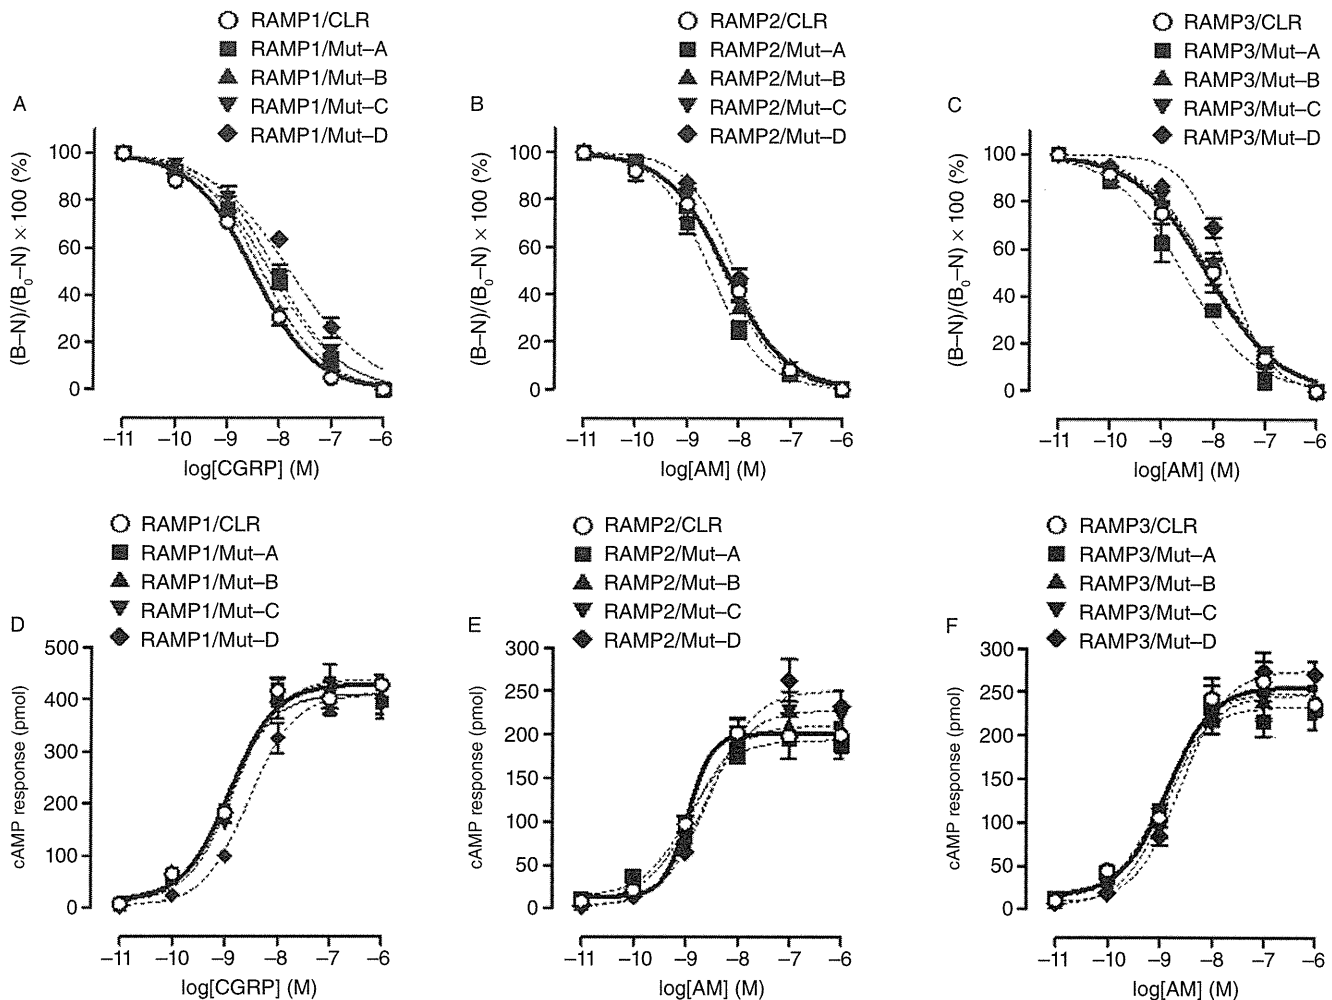 A
RAMP1/CLR
RAMP1/Mut–A
RAMP1/Mut–B
RAMP1/Mut–C
RAMP1/Mut–D
(B–N)/(B₀–N) × 100 (%)
100
80
60
40
20
0
–11 –10 –9 –8 –7 –6
log[CGRP] (M)
B
RAMP2/CLR
RAMP2/Mut–A
RAMP2/Mut–B
RAMP2/Mut–C
RAMP2/Mut–D
(B–N)/(B₀–N) × 100 (%)
100
80
60
40
20
0
–11 –10 –9 –8 –7 –6
log[AM] (M)
C
RAMP3/CLR
RAMP3/Mut–A
RAMP3/Mut–B
RAMP3/Mut–C
RAMP3/Mut–D
(B–N)/(B₀–N) × 100 (%)
100
80
60
40
20
0
–11 –10 –9 –8 –7 –6
log[AM] (M)
D
RAMP1/CLR
RAMP1/Mut–A
RAMP1/Mut–B
RAMP1/Mut–C
RAMP1/Mut–D
cAMP response (pmol)
500
400
300
200
100
0
–11 –10 –9 –8 –7 –6
log[CGRP] (M)
E
RAMP2/CLR
RAMP2/Mut–A
RAMP2/Mut–B
RAMP2/Mut–C
RAMP2/Mut–D
cAMP response (pmol)
300
250
200
150
100
50
0
–11 –10 –9 –8 –7 –6
log[AM] (M)
F
RAMP3/CLR
RAMP3/Mut–A
RAMP3/Mut–B
RAMP3/Mut–C
RAMP3/Mut–D
cAMP response (pmol)
300
250
200
150
100
50
0
–11 –10 –9 –8 –7 –6
log[AM] (M)